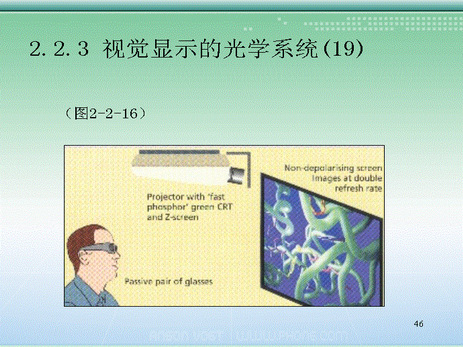 2.2.3 视觉显示的光学系统(19)
（图2-2-16）
Non-depolarising screen
Images at double
refresh rate
Projector with 'fast
phosphor' green CRT
and Z-screen
Passive pair of glasses
46